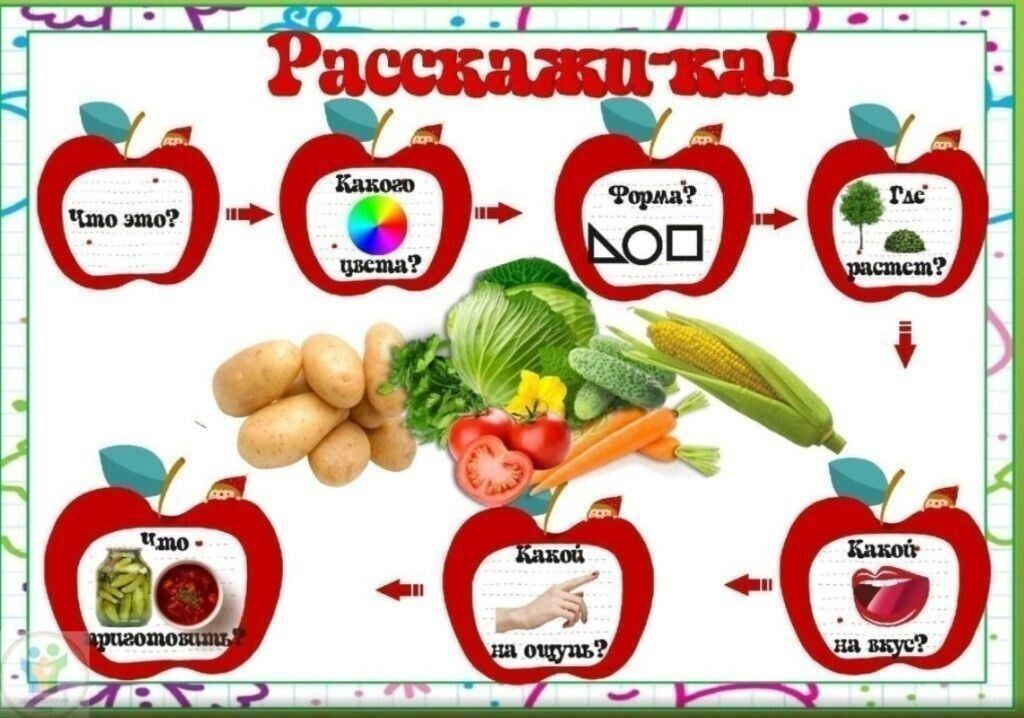 Расскажи-ка!
Что это?
Какого
цвета?
Форма?
Где
растет?
Какой
на вкус?
Какой
на ощупь?
Что
приготовить?